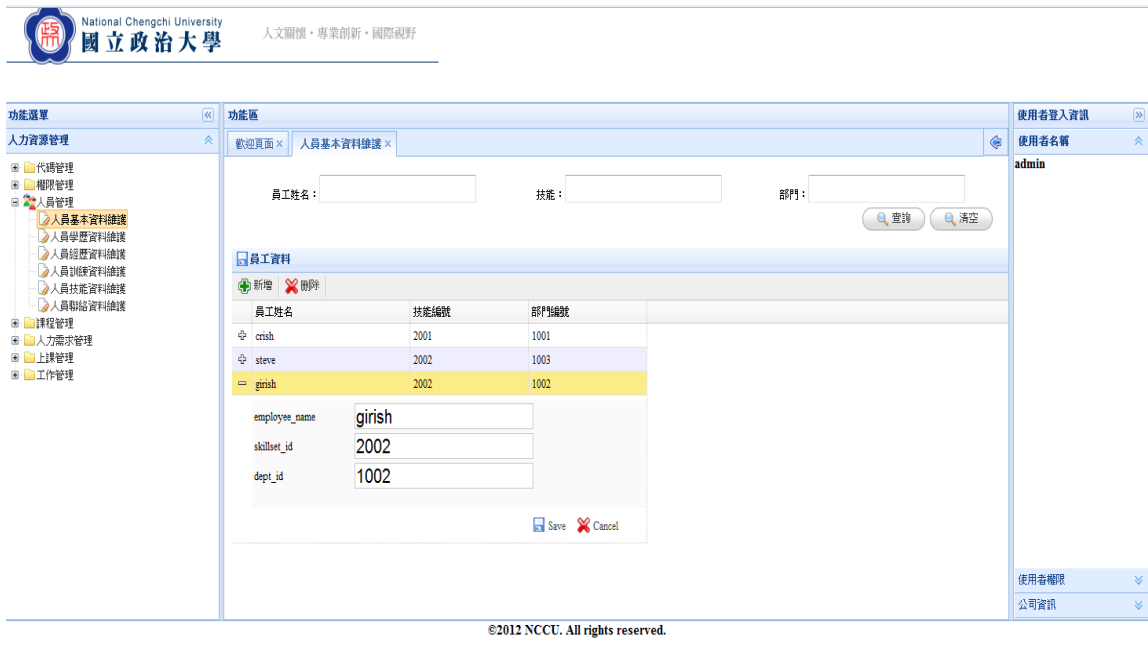 National Chengchi University
國立政治大學
人文關懷・專業創新・國際視野
功能選單
人力資源管理
代碼管理
權限管理
人員管理
人員基本資料維護
人員學歷資料維護
人員經歷資料維護
人員訓練資料維護
人員技能資料維護
人員聯絡資料維護
課程管理
人力需求管理
上課管理
工作管理
功能區
歡迎頁面 人員基本資料維護
員工姓名： 技能： 部門：
查詢 清空
員工資料
新增 刪除
員工姓名 技能編號 部門編號
crish 2001 1001
steve 2002 1003
girish 2002 1002
employee_name girish
skillset_id 2002
dept_id 1002
Save Cancel
使用者登入資訊
使用者名稱
admin
使用者權限
公司資訊
©2012 NCCU. All rights reserved.